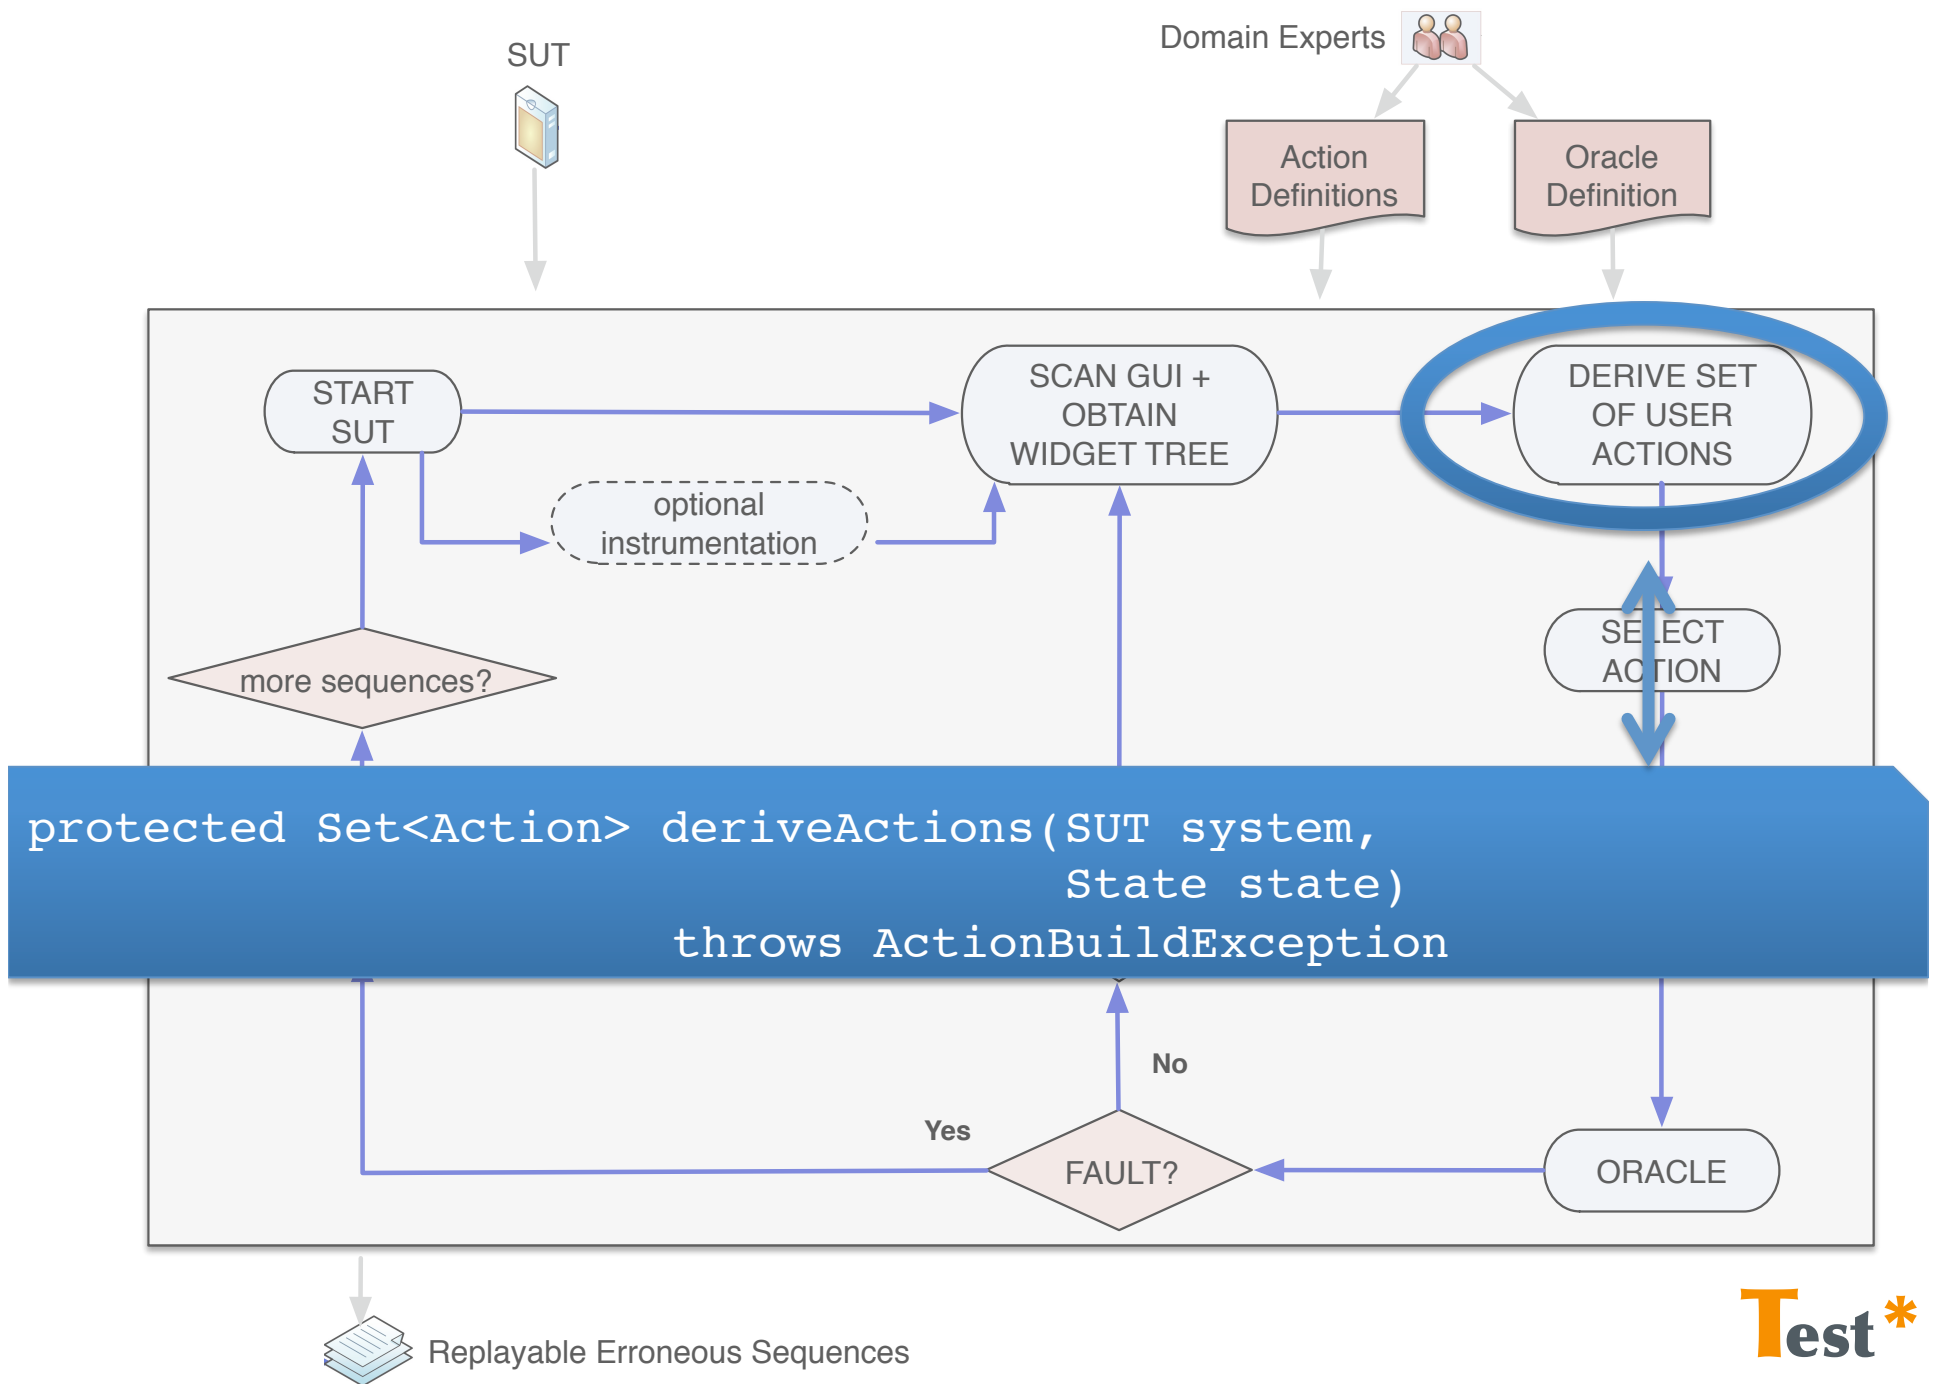 SUT
Domain Experts
Action
Definitions
Oracle
Definition
START
SUT
SCAN GUI +
OBTAIN
WIDGET TREE
DERIVE SET
OF USER
ACTIONS
optional
instrumentation
SELECT
ACTION
more sequences?
protected Set<Action> deriveActions(SUT system,
State state)
throws ActionBuildException
No
Yes
FAULT?
ORACLE
Replayable Erroneous Sequences
Test*